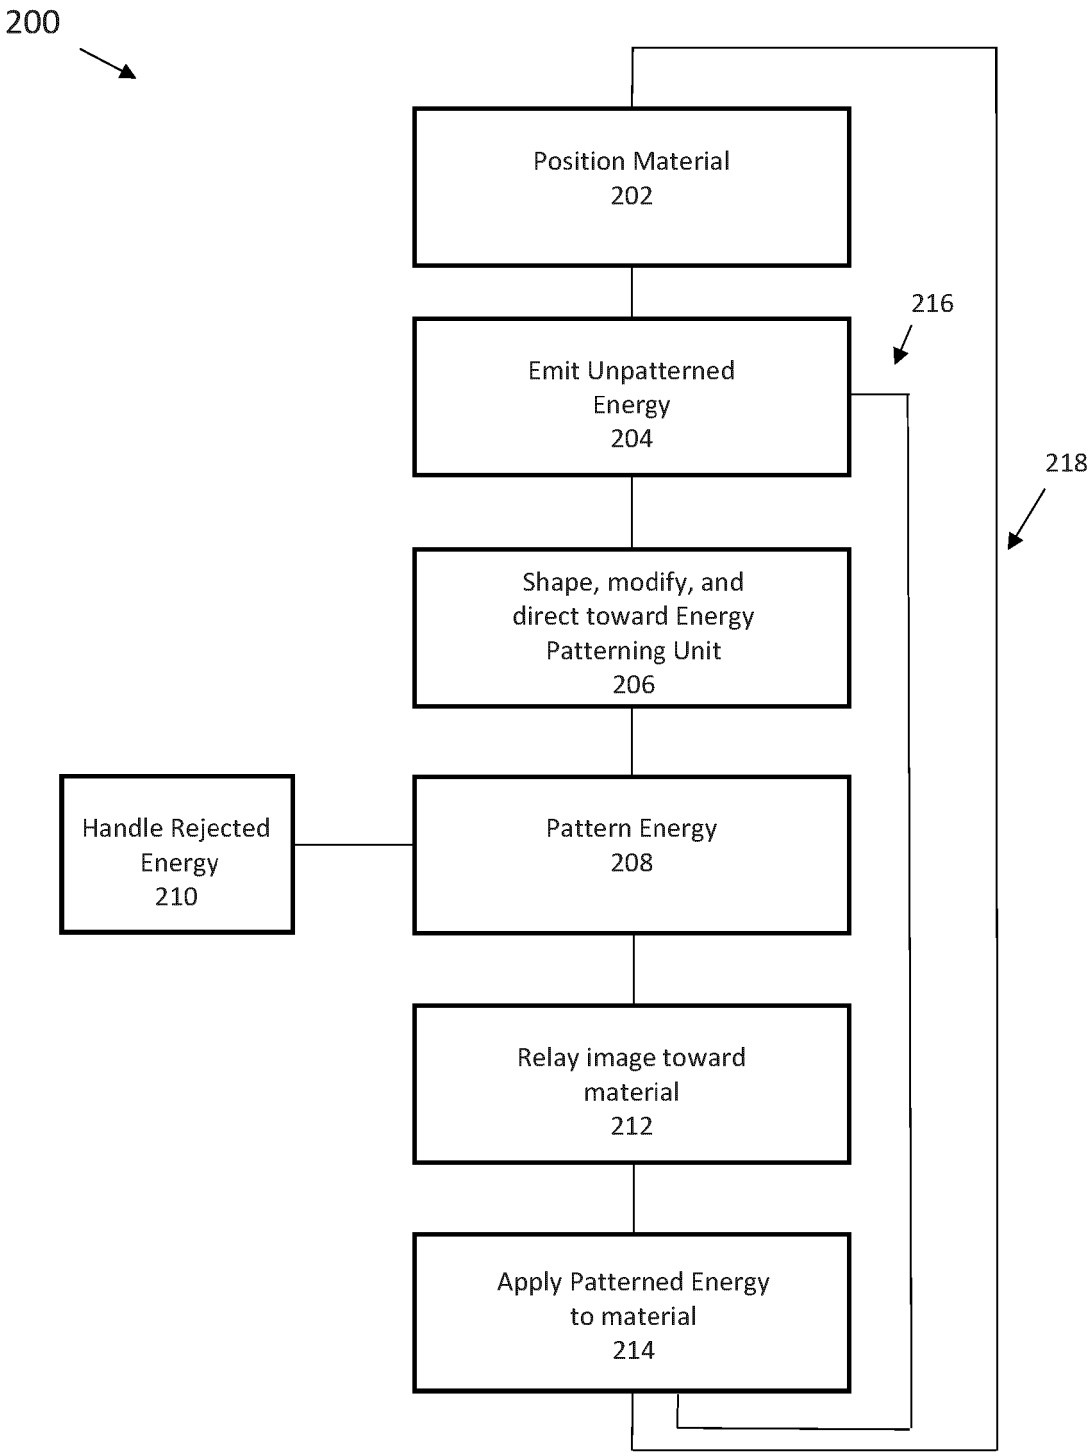 200
Position Material
202
Emit Unpatterned
Energy
204
216
218
Shape, modify, and
direct toward Energy
Patterning Unit
206
Handle Rejected
Energy
210
Pattern Energy
208
Relay image toward
material
212
Apply Patterned Energy
to material
214